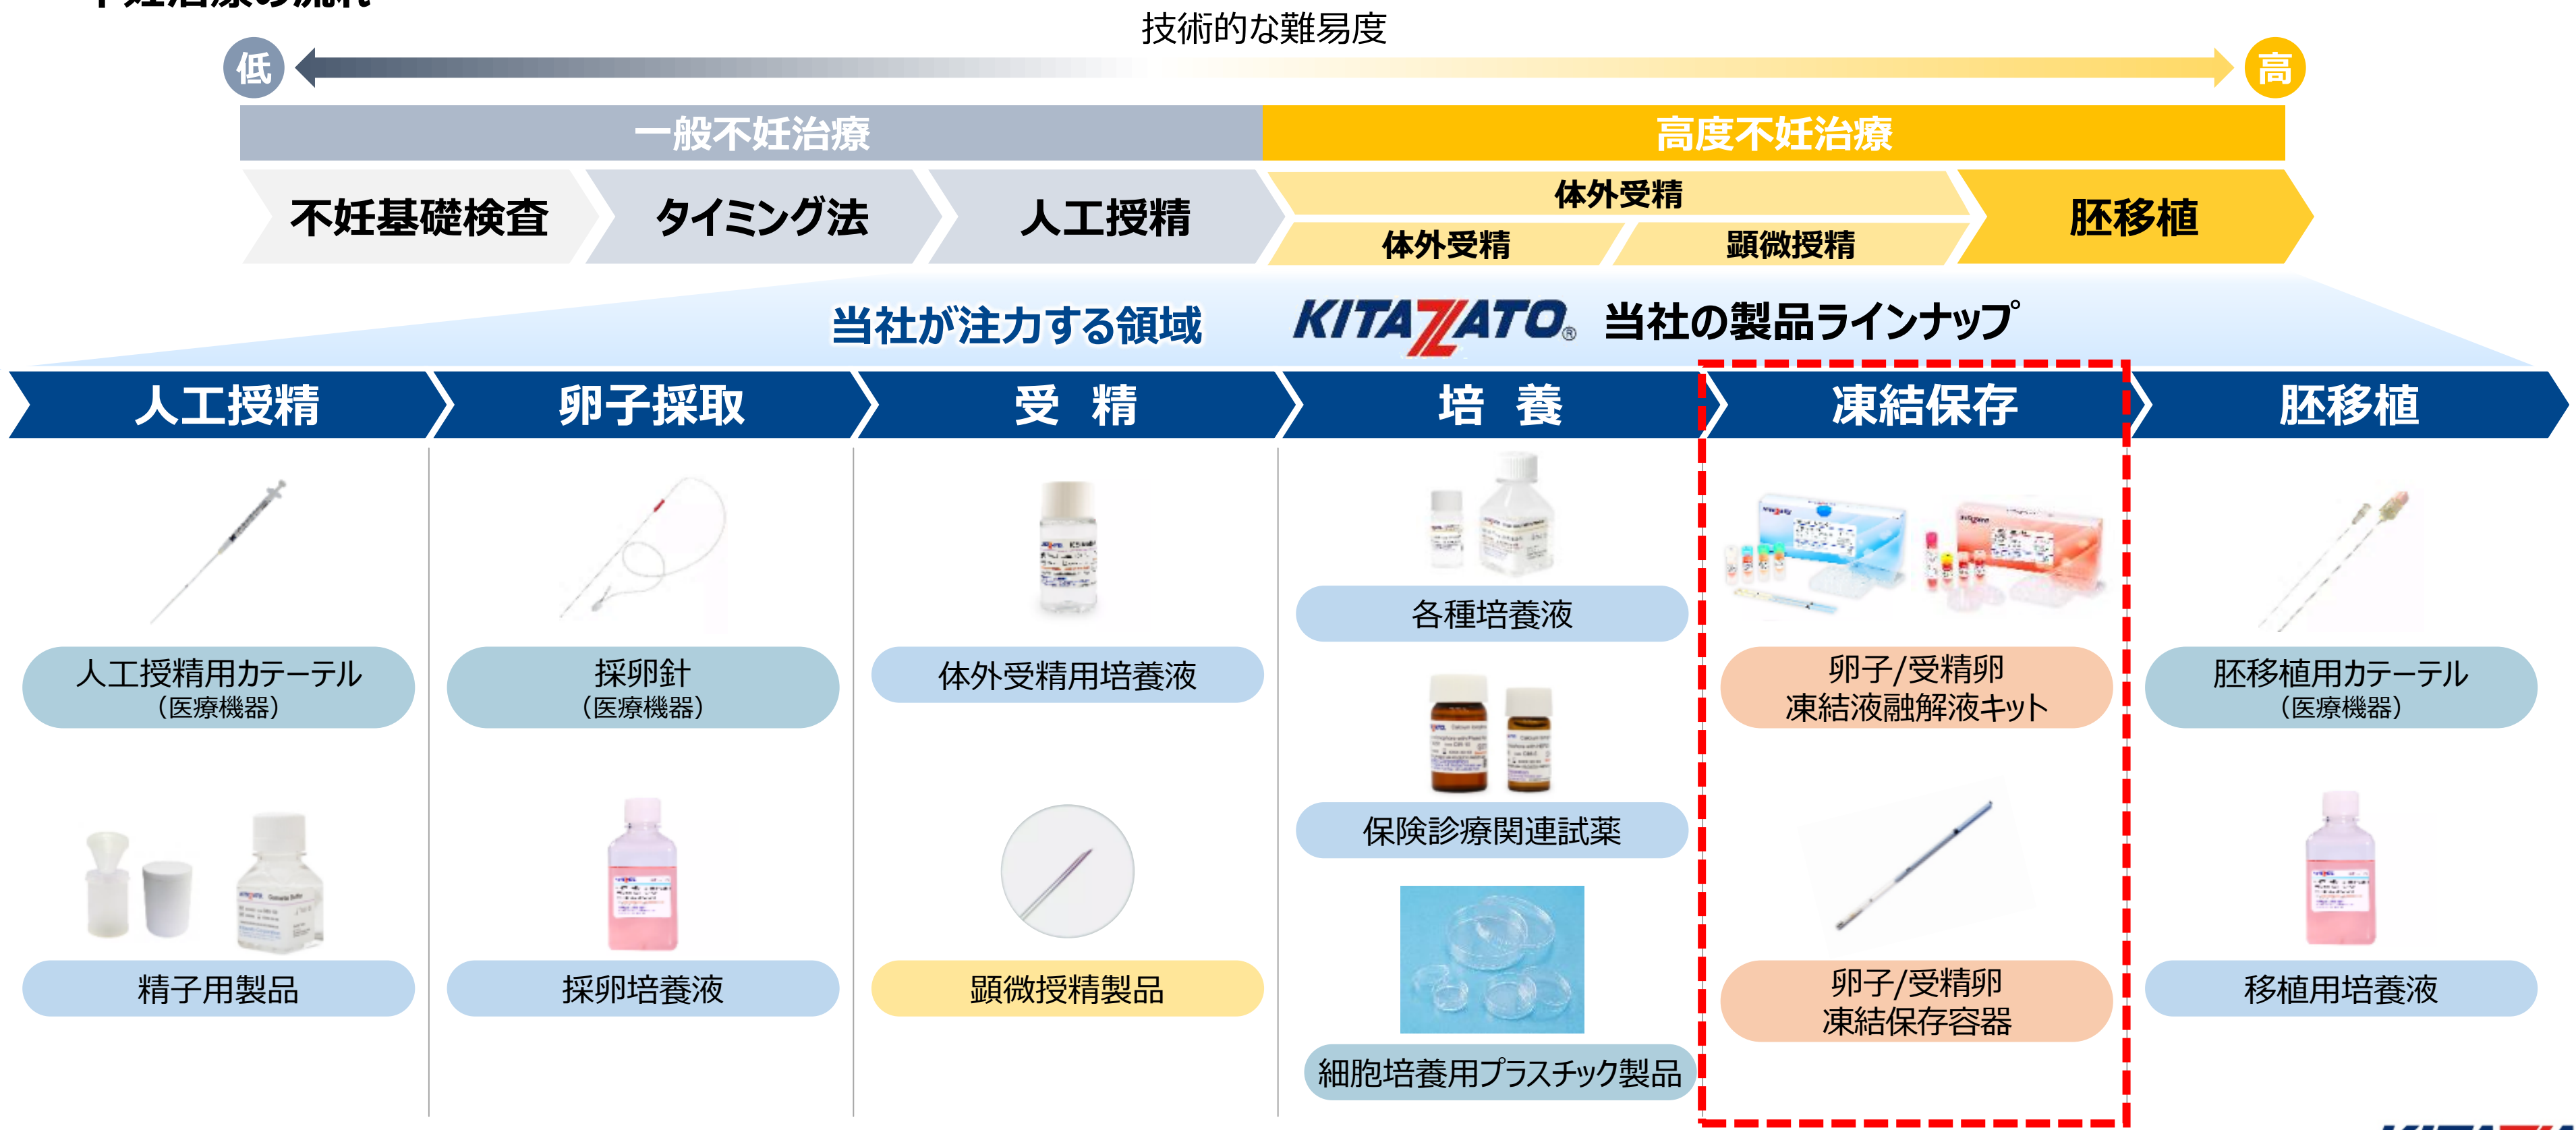 不妊治療の流れ
技術的な難易度
低
高
一般不妊治療
高度不妊治療
不妊基礎検査
タイミング法
人工授精
体外受精
体外受精
顕微授精
胚移植
当社が注力する領域
KITAZATO® 当社の製品ラインナップ
人工授精
卵子採取
受 精
培 養
凍結保存
胚移植
人工授精用カテーテル
（医療機器）
精子用製品
採卵針
（医療機器）
採卵培養液
体外受精用培養液
顕微授精製品
各種培養液
保険診療関連試薬
細胞培養用プラスチック製品
卵子/受精卵
凍結液融解液キット
卵子/受精卵
凍結保存容器
胚移植用カテーテル
（医療機器）
移植用培養液